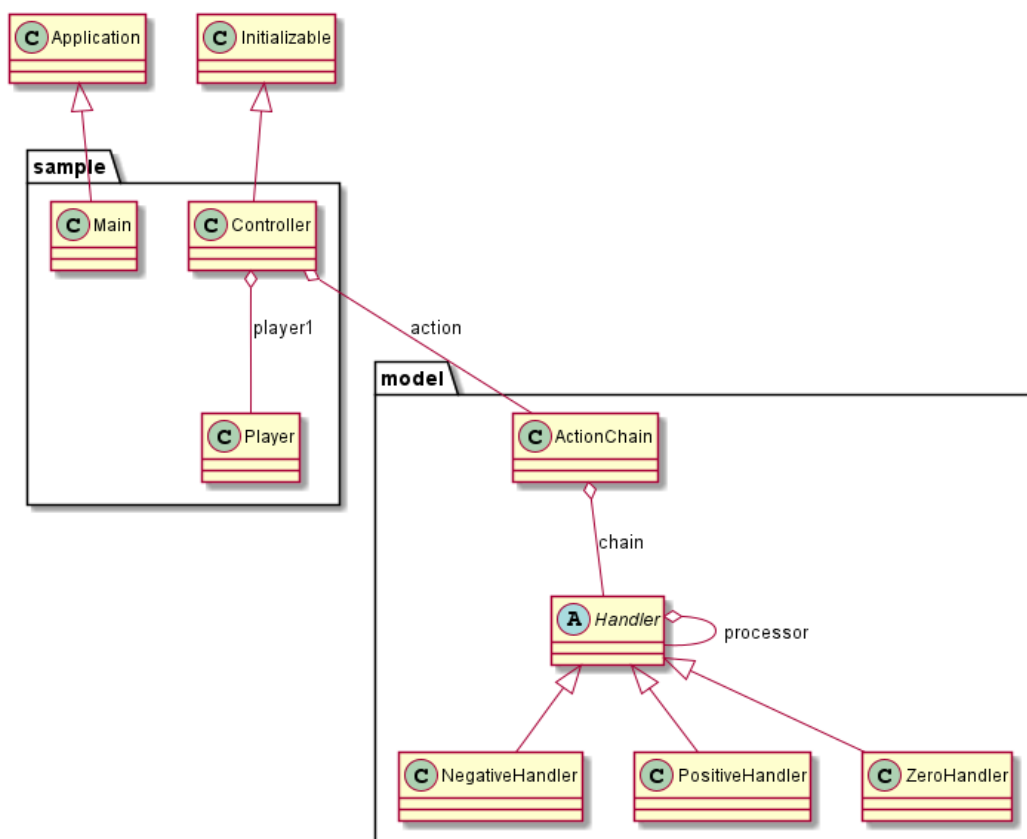 C Application
C Initializable
sample
C Main
C Controller
player1
action
model
C Player
C ActionChain
chain
A Handler
processor
C NegativeHandler
C PositiveHandler
C ZeroHandler